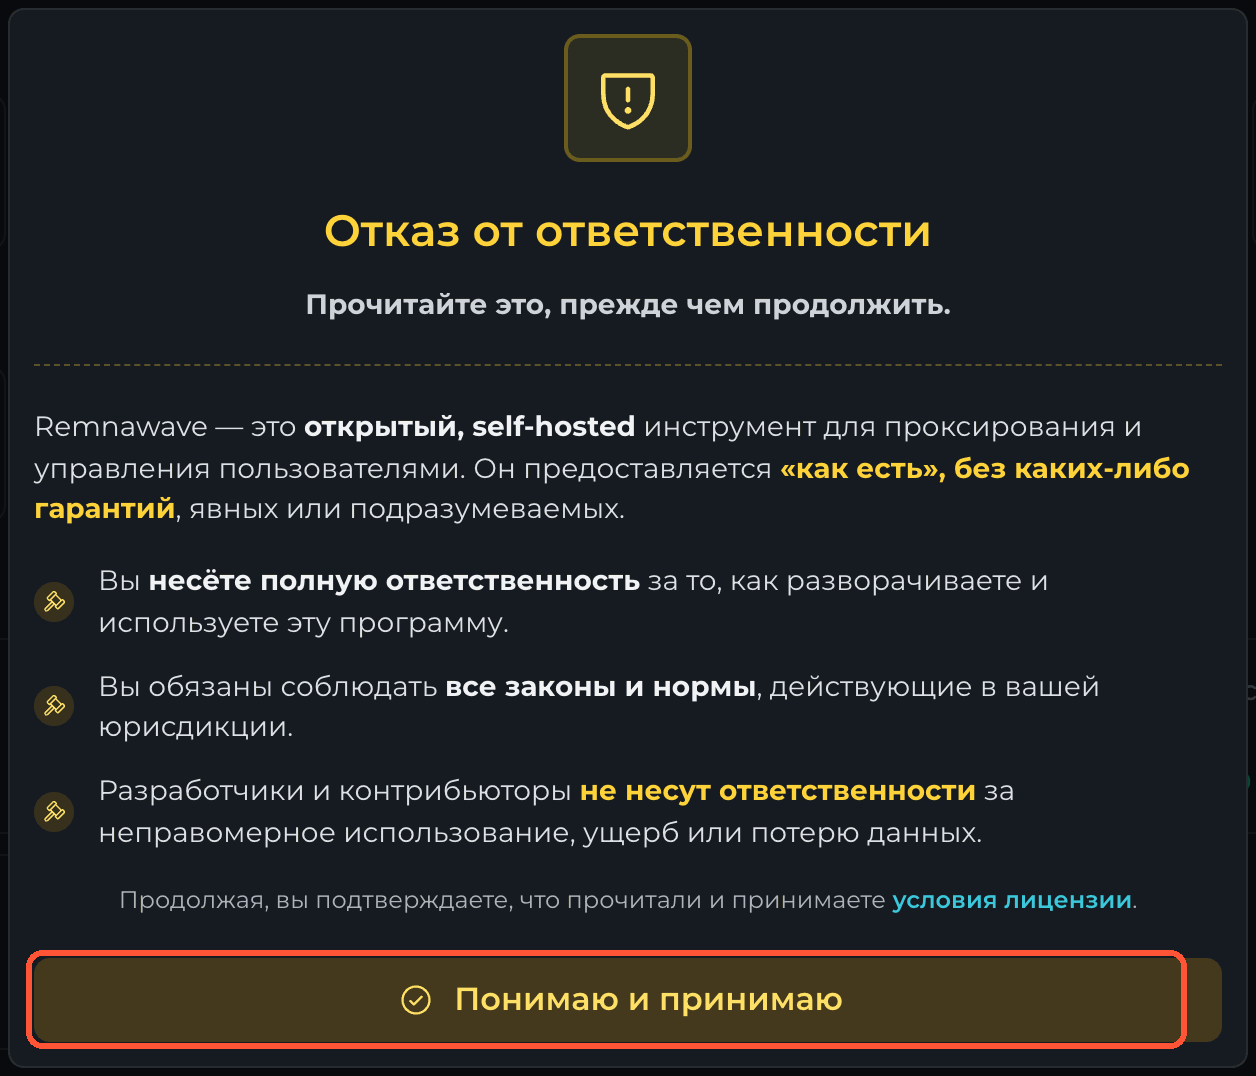 Отказ от ответственности
Прочитайте это, прежде чем продолжить.
Remnawave — это открытый, self-hosted инструмент для проксирования и
управления пользователями. Он предоставляется «как есть», без каких-либо
гарантий, явных или подразумеваемых.
Вы несёте полную ответственность за то, как разворачиваете и
используете эту программу.
Вы обязаны соблюдать все законы и нормы, действующие в вашей
юрисдикции.
Разработчики и контрибьюторы не несут ответственности за
неправомерное использование, ущерб или потерю данных.
Продолжая, вы подтверждаете, что прочитали и принимаете условия лицензии.
Понимаю и принимаю